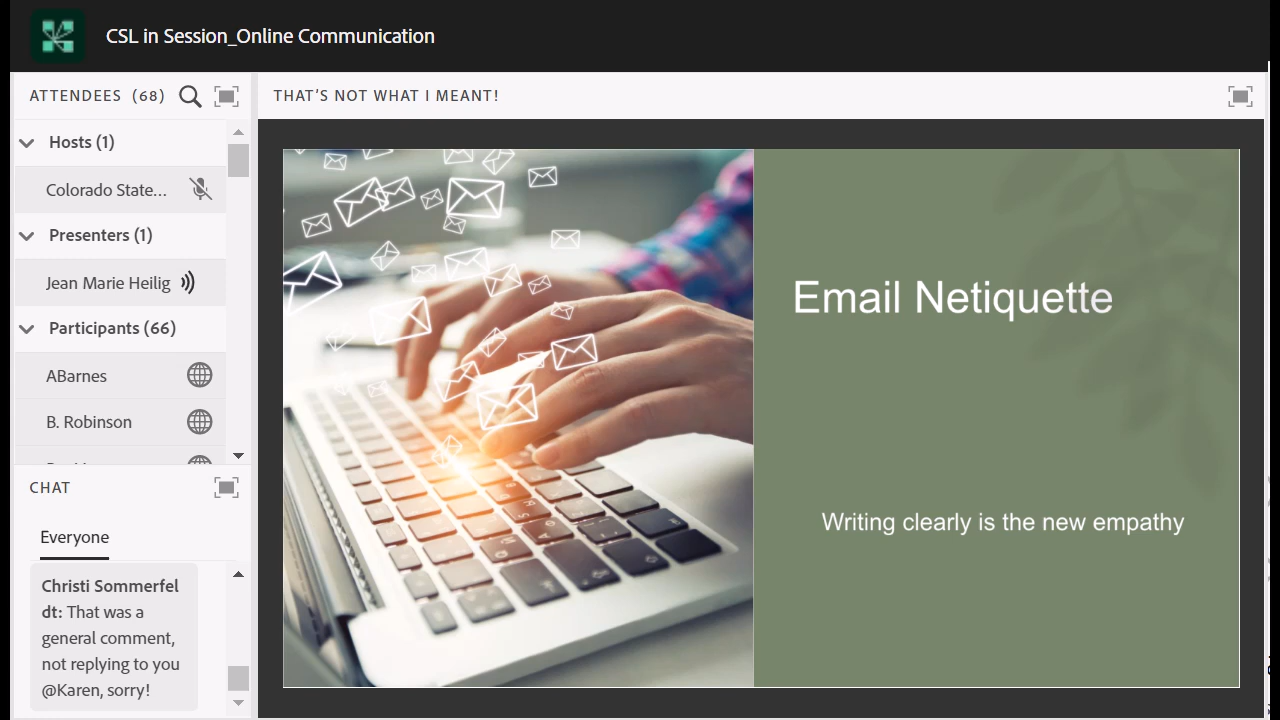 CSL in Session_Online Communication
ATTENDEES (68)
Hosts (1)
Colorado State...
Presenters (1)
Jean Marie Heilig
Participants (66)
ABarnes
B. Robinson
CHAT
Everyone
Christi Sommerfel
dt: That was a
general comment,
not replying to you
@Karen, sorry!
THAT'S NOT WHAT I MEANT!
Email Netiquette
Writing clearly is the new empathy